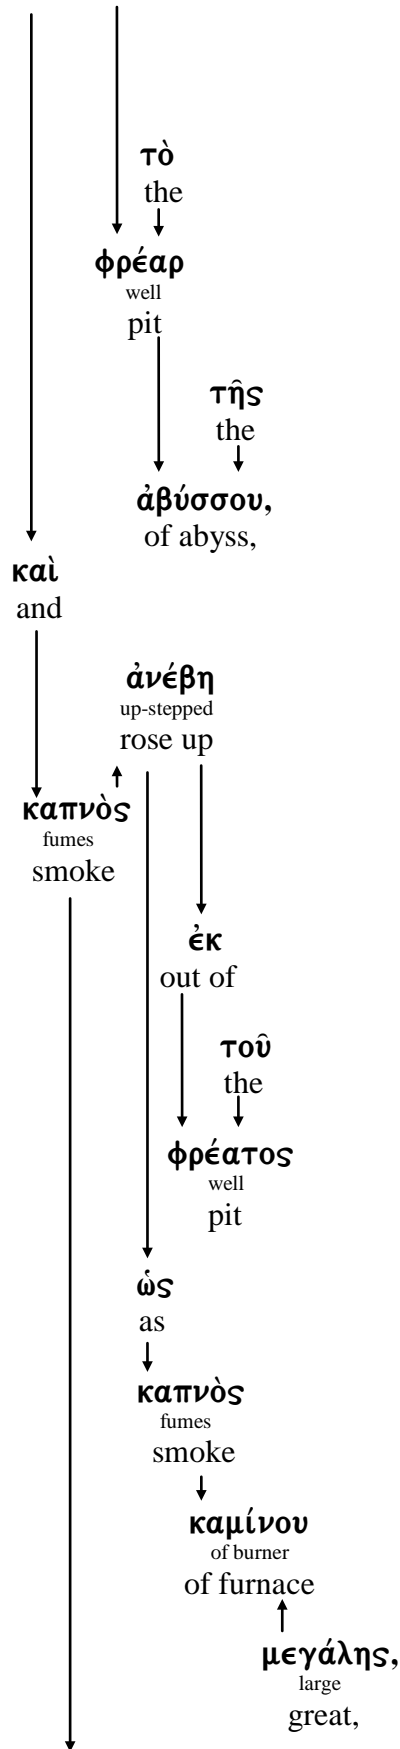 τὸ
the
φρέαρ
well
pit
τῆς
the
ἀβύσσου,
of abyss,
καὶ
and
ἀνέβη
up-stepped
rose up
καπνὸς
fumes
smoke
ἐκ
out of
τοῦ
the
φρέατος
well
pit
ὡς
as
καπνὸς
fumes
smoke
καμίνου
of burner
of furnace
μεγάλης,
large
great,